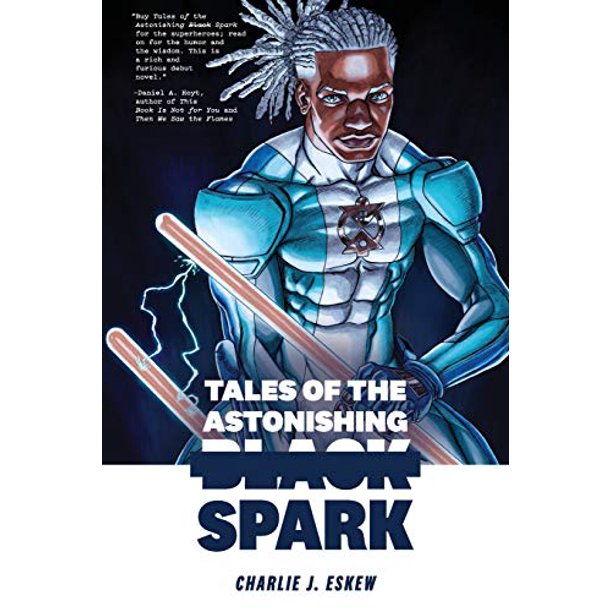 "Buy Tales of the
Astonishing Black Spark
for the superheroes; read
on for the humor and
the wisdom. This is
a rich and
furious debut
novel."
-Daniel A. Hoyt,
author of This
Book Is Not for You and
Then We Saw the Flames
TALES OF THE
ASTONISHING
BLACK
SPARK
CHARLIE J. ESKEW